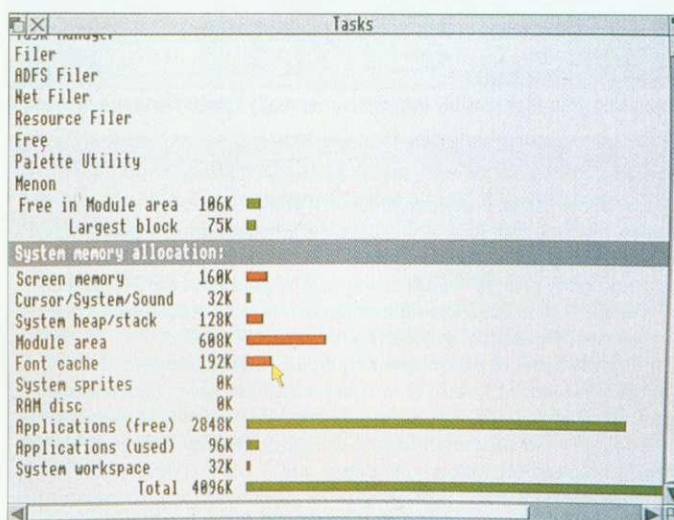 Tasks
Task Manager
Filer
ADFS Filer
Net Filer
Resource Filer
Free
Palette Utility
Menon
Free in Module area 106K
Largest block 75K
System memory allocation:
Screen memory 160K
Cursor/System/Sound 32K
System heap/stack 128K
Module area 608K
Font cache 192K
System sprites 0K
RAM disc 0K
Applications (free) 2848K
Applications (used) 96K
System workspace 32K
Total 4096K